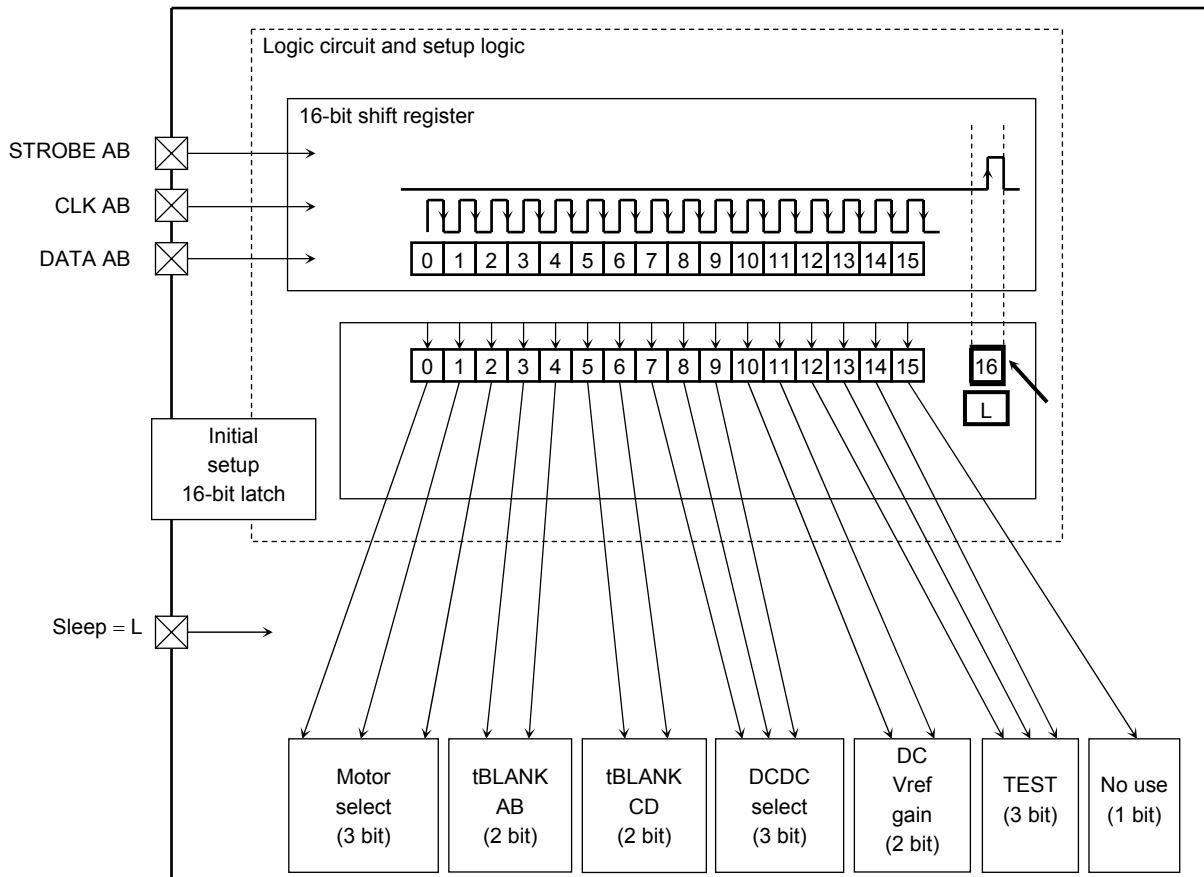 Logic circuit and setup logic
16-bit shift register
STROBE AB
CLK AB
DATA AB
0 1 2 3 4 5 6 7 8 9 10 11 12 13 14 15
0 1 2 3 4 5 6 7 8 9 10 11 12 13 14 15 16
L
Initial
setup
16-bit latch
Sleep = L
Motor
select
(3 bit)
tBLANK
AB
(2 bit)
tBLANK
CD
(2 bit)
DCDC
select
(3 bit)
DC
Vref
gain
(2 bit)
TEST
(3 bit)
No use
(1 bit)